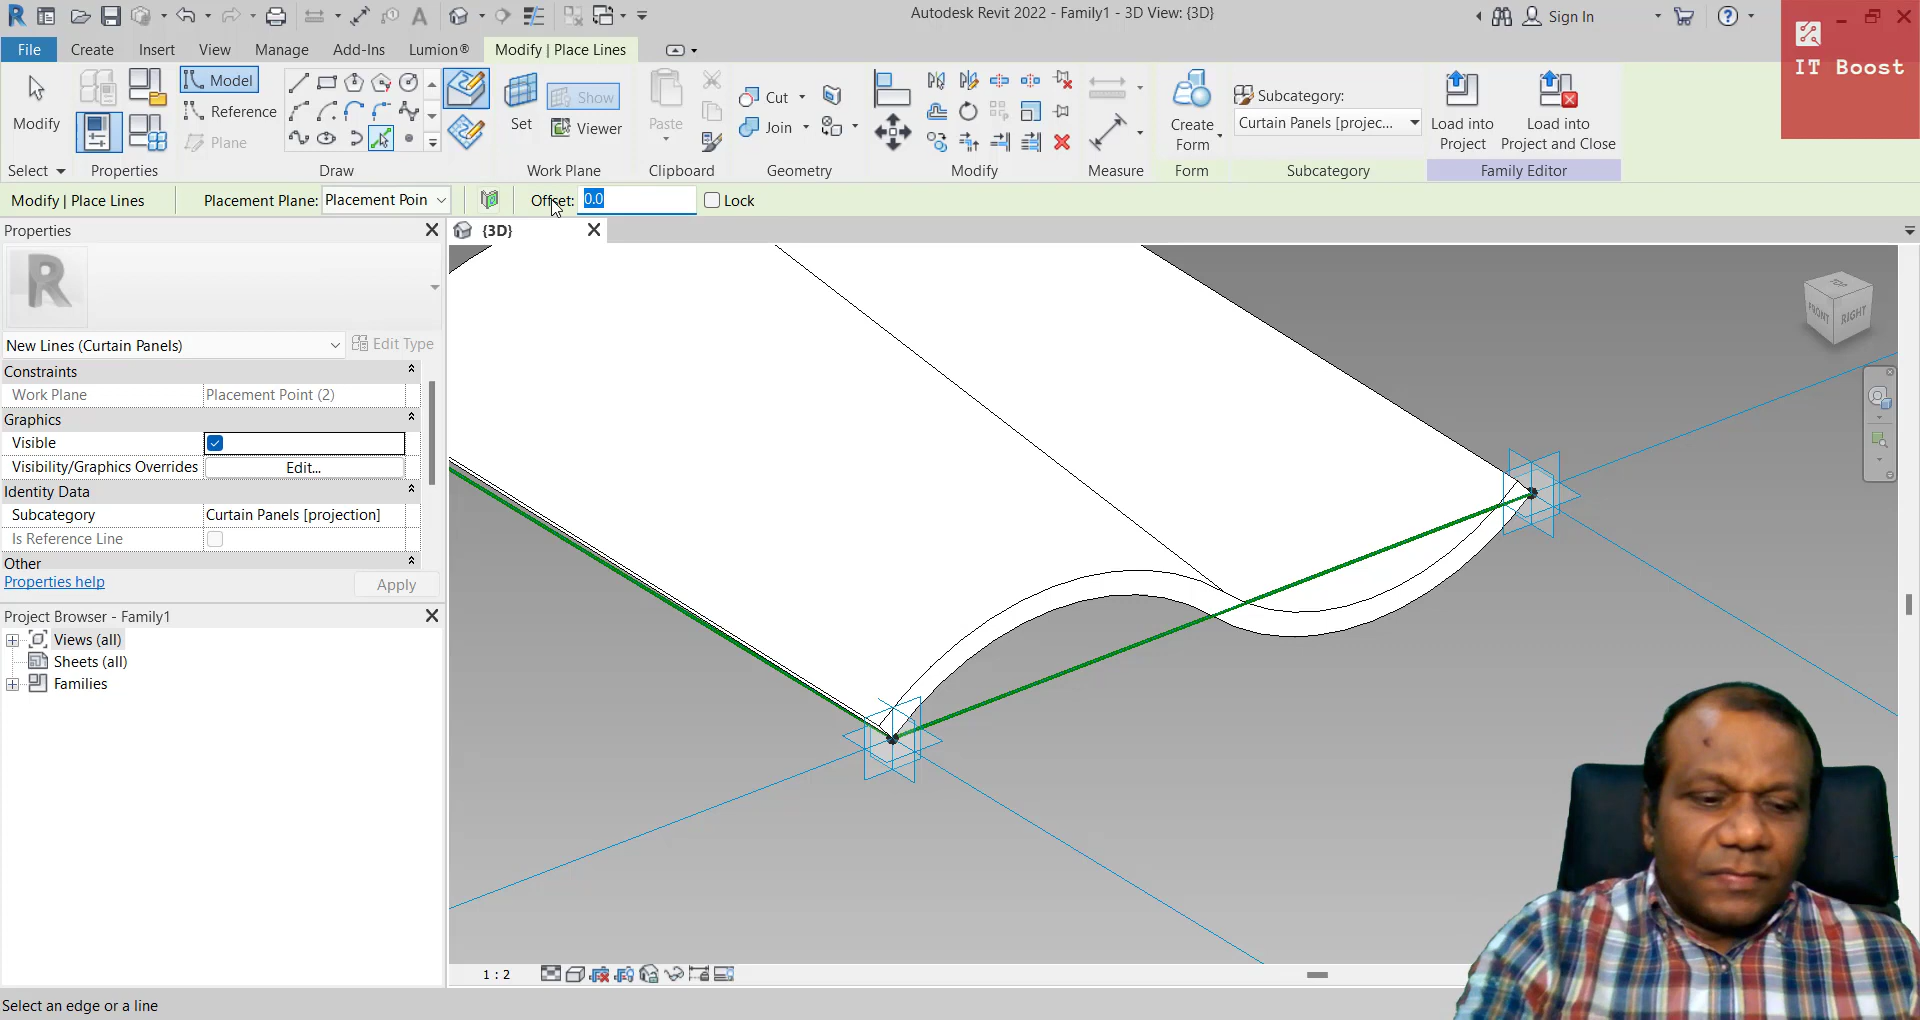 Autodesk Revit 2022 - Family1 - 3D View: {3D}
Sign In
IT Boost
File
Create
Insert
View
Manage
Add-Ins
Lumion®
Modify | Place Lines
Modify
Model
Reference
Plane
Set
Show
Viewer
Paste
Cut
Join
Create
Form
Subcategory:
Curtain Panels [projec...
Load into
Project
Load into
Project and Close
Select
Properties
Draw
Work Plane
Clipboard
Geometry
Modify
Measure
Form
Subcategory
Family Editor
Modify | Place Lines
Placement Plane:
Placement Poin
Offset:
0.0
Lock
Properties
{3D}
R
New Lines (Curtain Panels)
Edit Type
Constraints
Work Plane
Placement Point (2)
Graphics
Visible
Visibility/Graphics Overrides
Edit...
Identity Data
Subcategory
Curtain Panels [projection]
Is Reference Line
Other
Properties help
Apply
Project Browser - Family1
Views (all)
Sheets (all)
Families
TOP
FRONT
RIGHT
1 : 2
Select an edge or a line